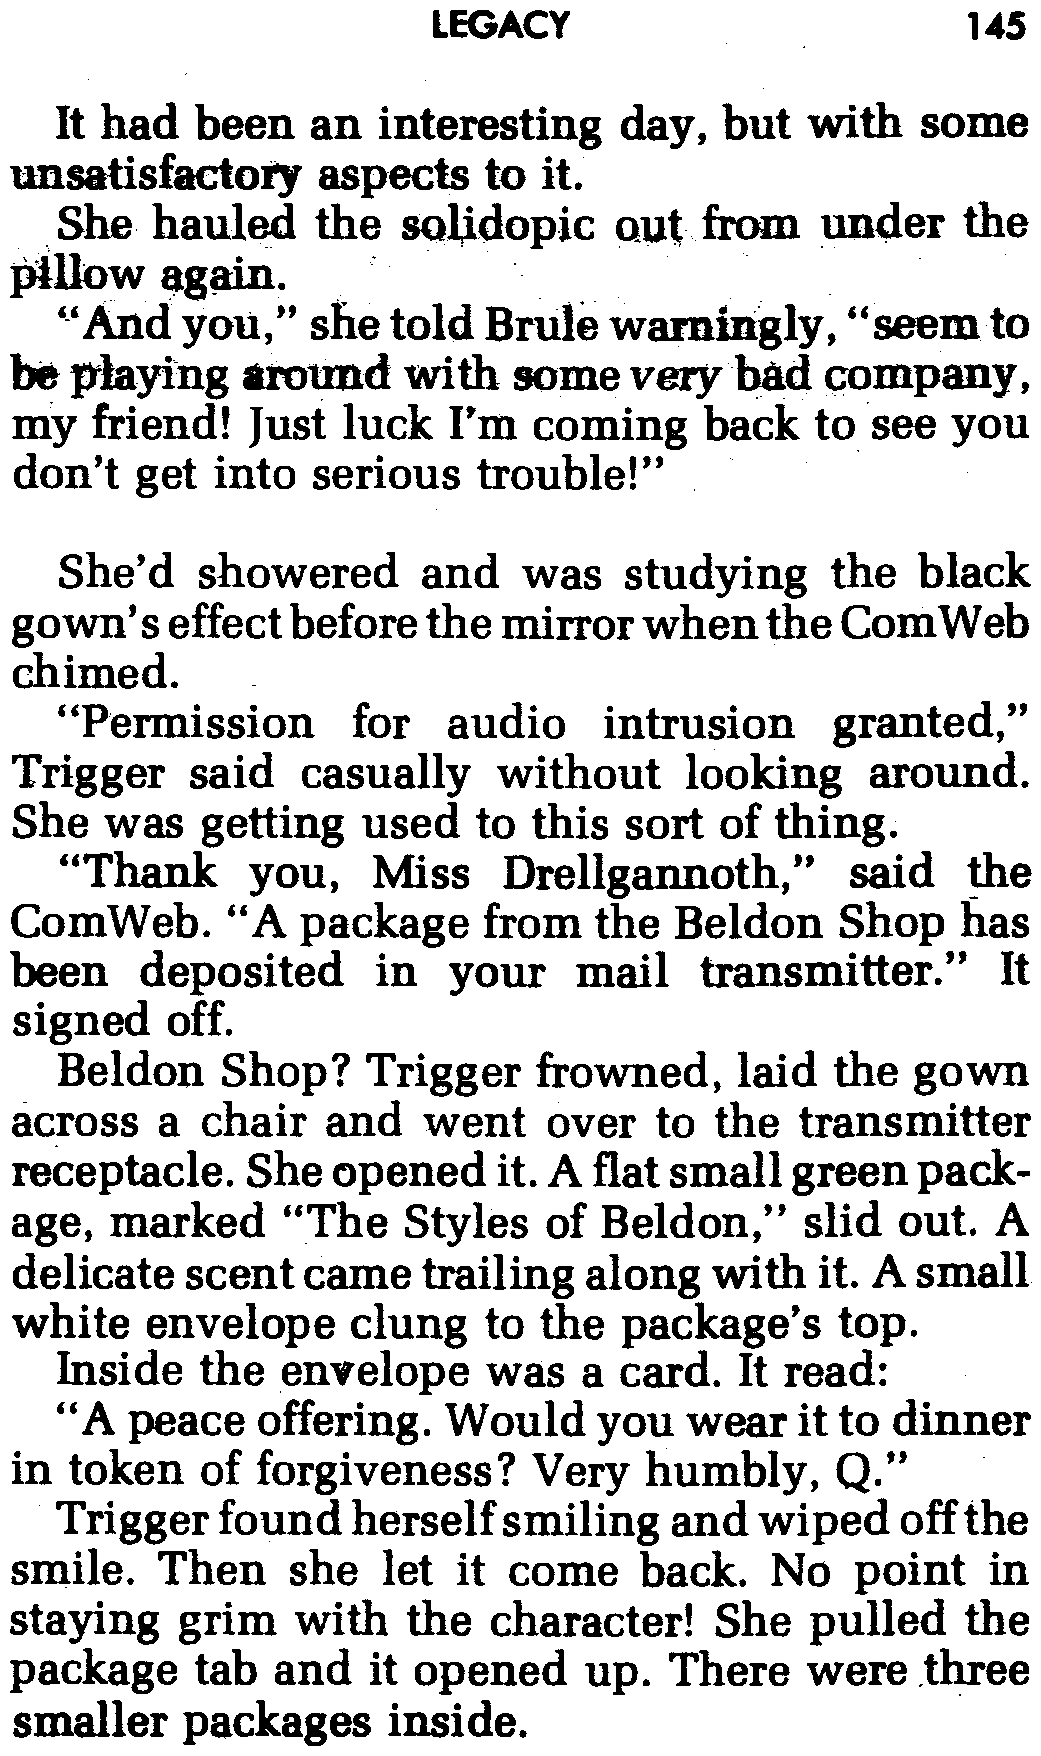 LEGACY 145
It had been an interesting day, but with some
unsatisfactory aspects to it.
She hauled the solidopic out from under the
pillow again.
“And you,” she told Brule warningly, “seem to
be playing around with some very bad company,
my friend! Just luck I’m coming back to see you
don’t get into serious trouble!”
She’d showered and was studying the black
gown’s effect before the mirror when the ComWeb
chimed.
“Permission for audio intrusion granted,”
Trigger said casually without looking around.
She was getting used to this sort of thing.
“Thank you, Miss Drellgannoth,” said the
ComWeb. “A package from the Beldon Shop has
been deposited in your mail transmitter.” It
signed off.
Beldon Shop? Trigger frowned, laid the gown
across a chair and went over to the transmitter
receptacle. She opened it. A flat small green pack-
age, marked “The Styles of Beldon,” slid out. A
delicate scent came trailing along with it. A small
white envelope clung to the package’s top.
Inside the envelope was a card. It read:
“A peace offering. Would you wear it to dinner
in token of forgiveness? Very humbly, Q.”
Trigger found herself smiling and wiped off the
smile. Then she let it come back. No point in
staying grim with the character! She pulled the
package tab and it opened up. There were three
smaller packages inside.